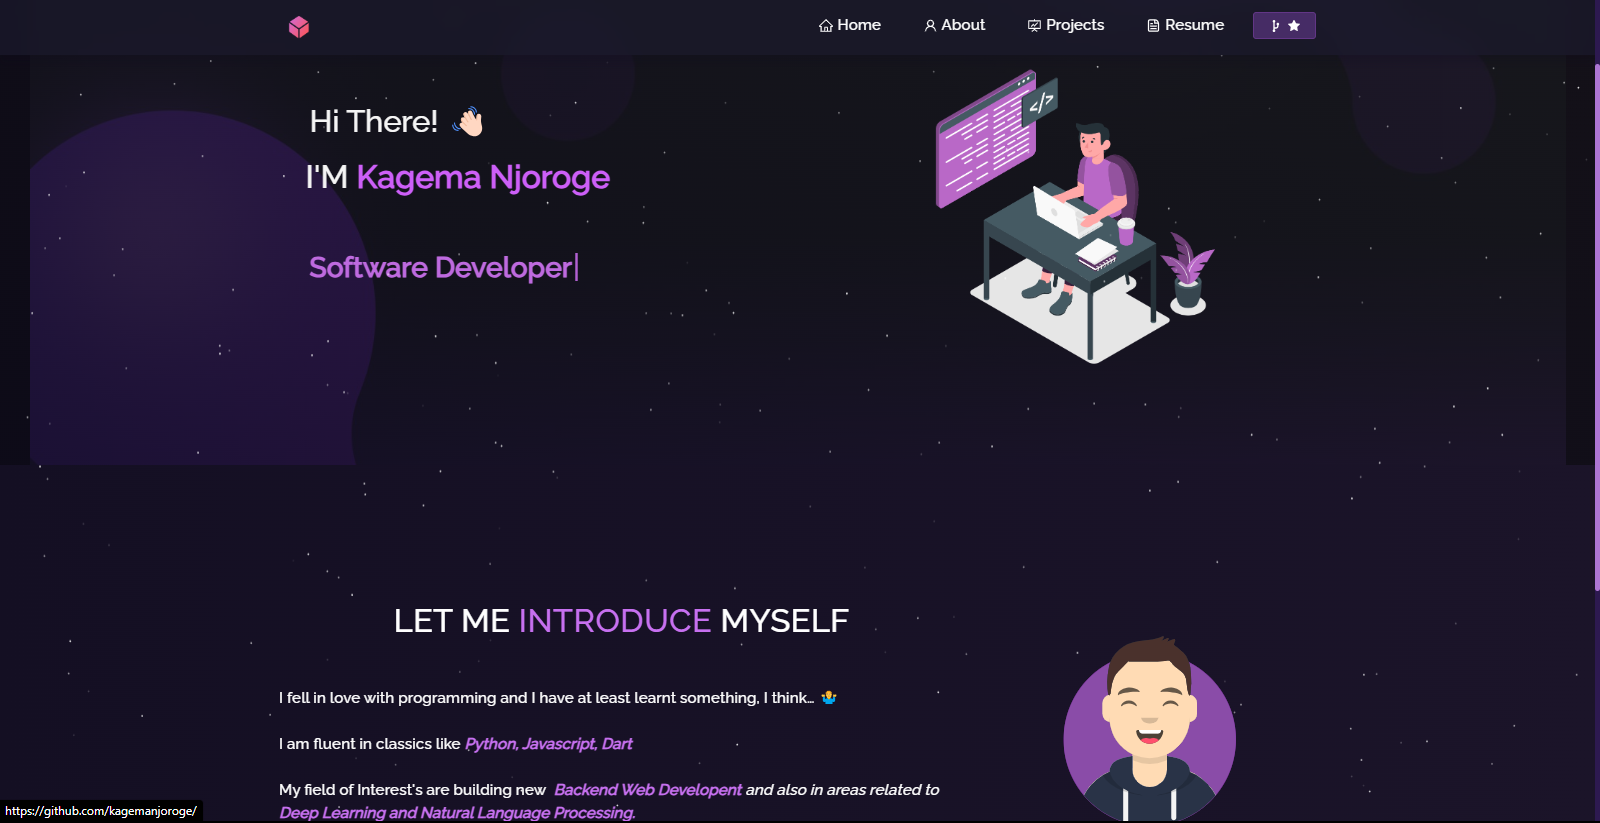 Home About Projects Resume
</>
Hi There! 👋🏻
I'M Kagema Njoroge
Software Developer|
LET ME INTRODUCE MYSELF
I fell in love with programming and I have at least learnt something, I think… 🤷‍♂️
I am fluent in classics like Python, Javascript, Dart
My field of Interest's are building new Backend Web Developent and also in areas related to
Deep Learning and Natural Language Processing.
https://github.com/kagemanjoroge/